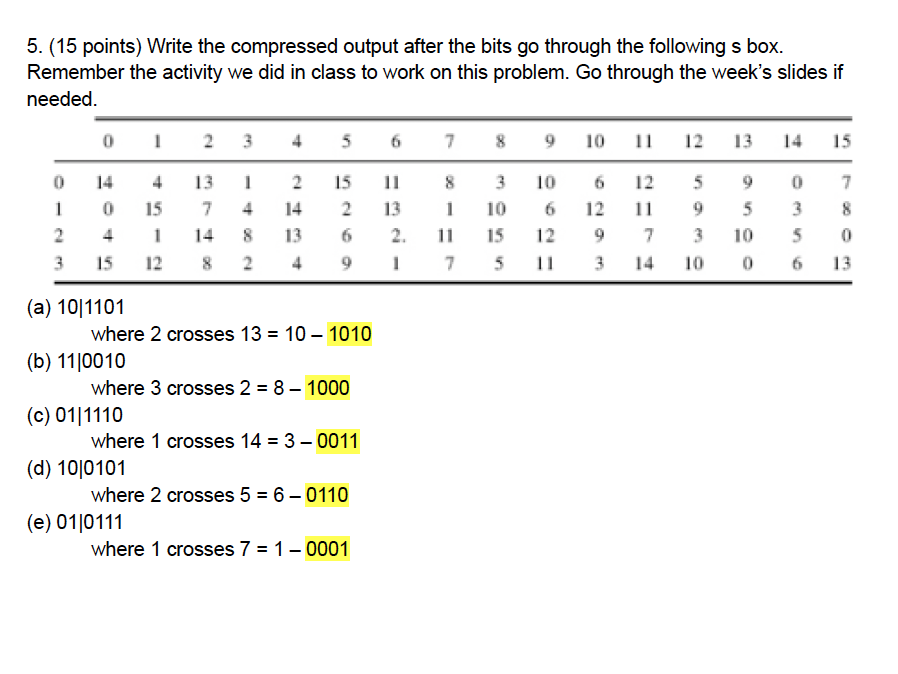 5. (15 points) Write the compressed output after the bits go through the following s box.
Remember the activity we did in class to work on this problem. Go through the week’s slides if
needed.
0 1 2 3 4 5 6 7 8 9 10 11 12 13 14 15
0 14 4 13 1 2 15 11 8 3 10 6 12 5 9 0 7
1 0 15 7 4 14 2 13 1 10 6 12 11 9 5 3 8
2 4 1 14 8 13 6 2. 11 15 12 9 7 3 10 5 0
3 15 12 8 2 4 9 1 7 5 11 3 14 10 0 6 13
(a) 10|1101
where 2 crosses 13 = 10 – 1010
(b) 11|0010
where 3 crosses 2 = 8 – 1000
(c) 01|1110
where 1 crosses 14 = 3 – 0011
(d) 10|0101
where 2 crosses 5 = 6 – 0110
(e) 01|0111
where 1 crosses 7 = 1 – 0001